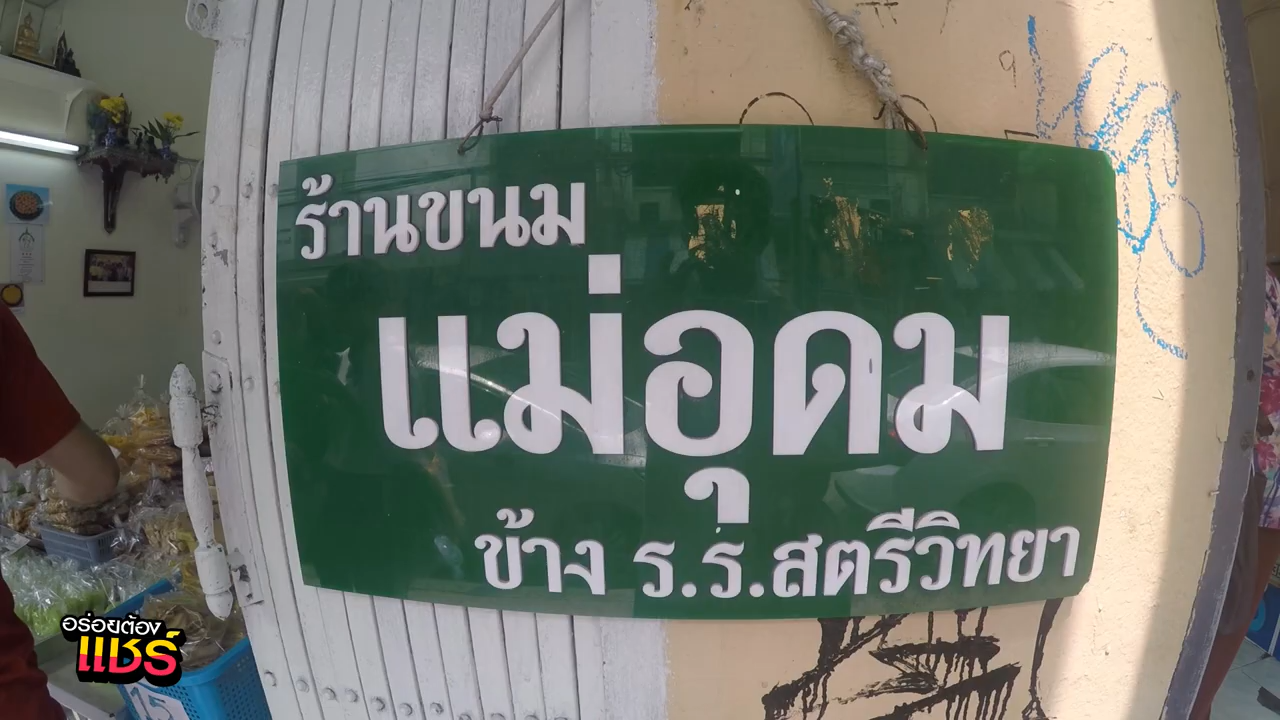 ร้านขนม
แม่อุดม
ข้าง ร.ร.สตรีวิทยา
อร่อยต้อง
แชร์